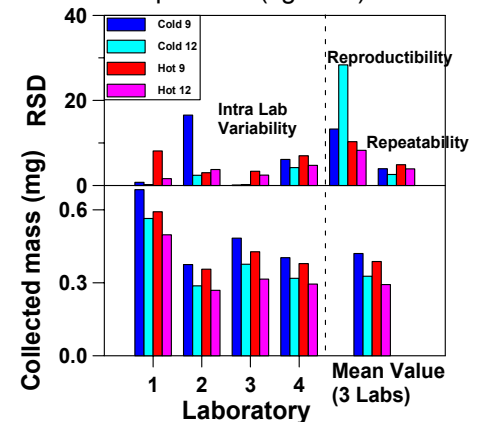 40
Cold 9
Cold 12
Hot 9
Hot 12
RSD
20
0
Intra Lab
Variability
Reproductibility
Repeatability
Collected mass (mg)
0.6
0.3
0.0
1 2 3 4
Laboratory
Mean Value
(3 Labs)